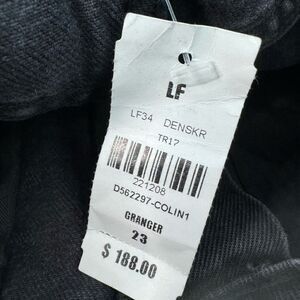 LF
LF34 DENSKR
TR17
221208
D562297-COLIN1
GRANGER
23
$ 188.00